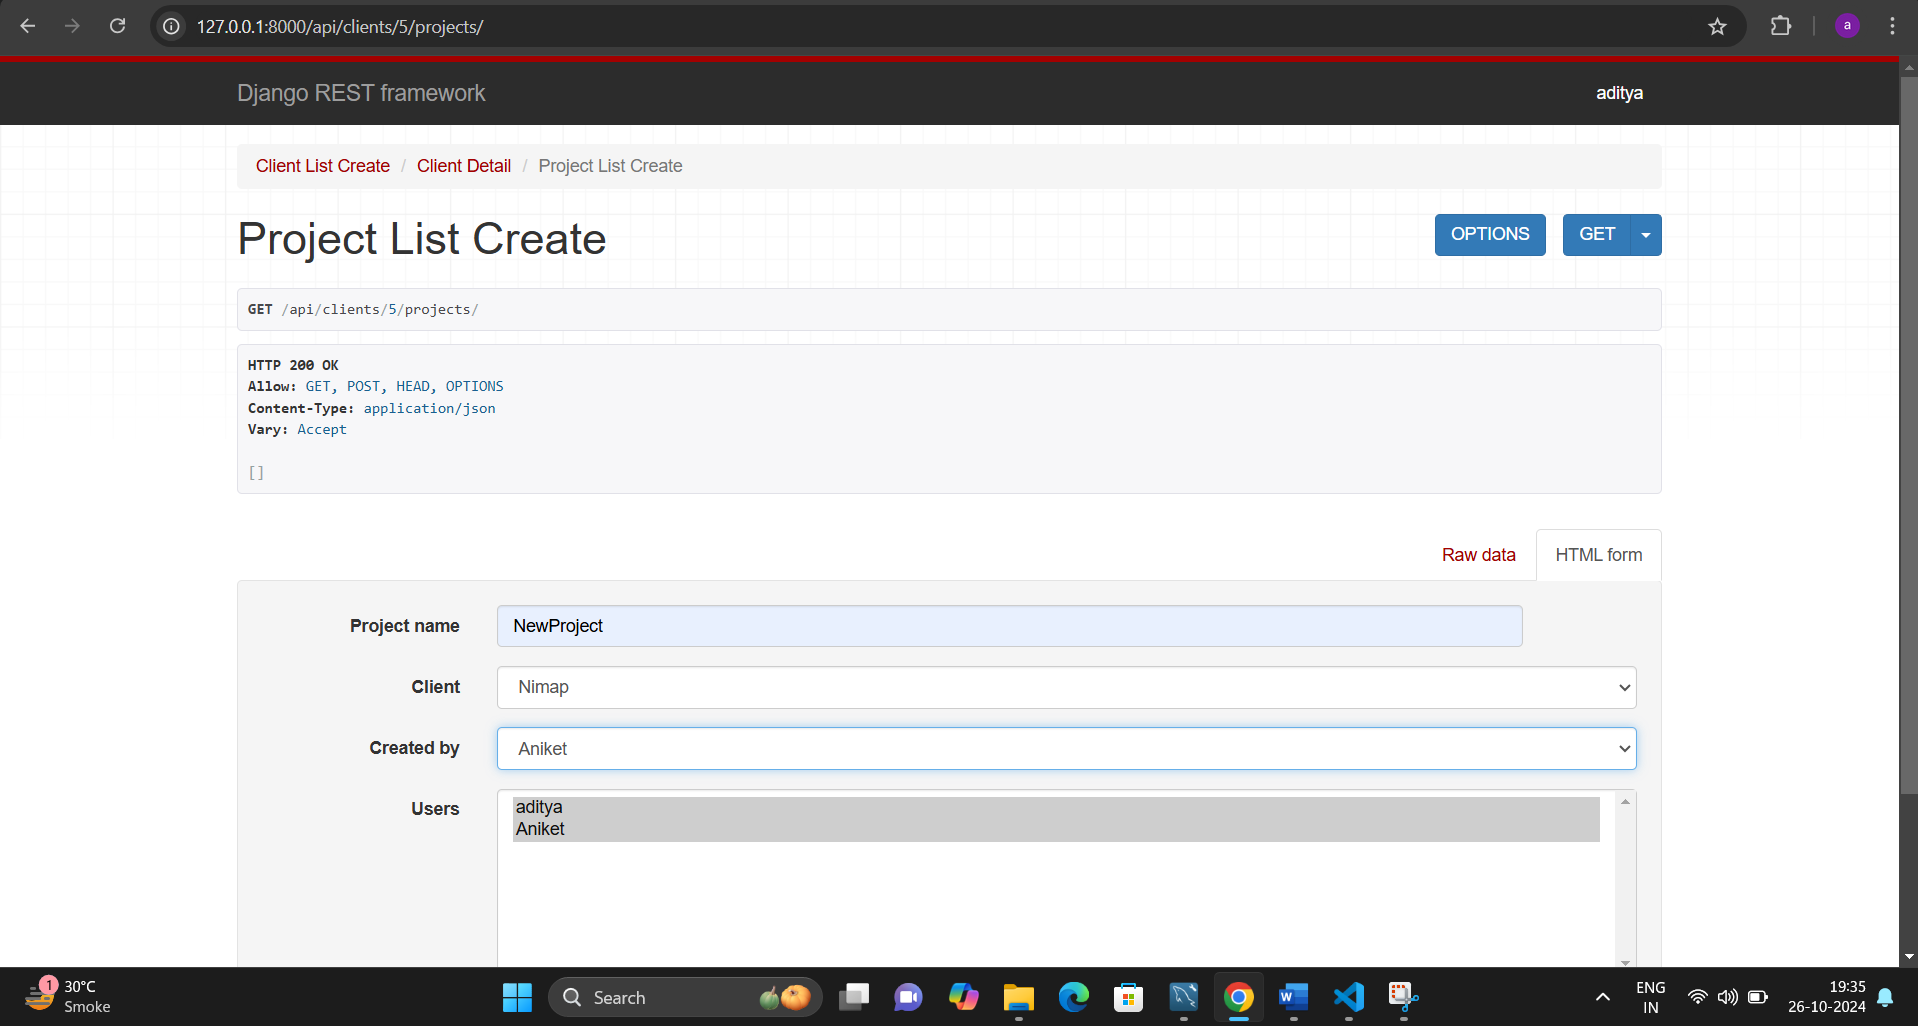 127.0.0.1:8000/api/clients/5/projects/
a
Django REST framework
aditya
Client List Create / Client Detail / Project List Create
Project List Create
OPTIONS
GET
GET /api/clients/5/projects/
HTTP 200 OK
Allow: GET, POST, HEAD, OPTIONS
Content-Type: application/json
Vary: Accept
[]
Raw data
HTML form
Project name
NewProject
Client
Nimap
Created by
Aniket
Users
aditya
Aniket
1
30°C
Smoke
Search
W
ENG
IN
19:35
26-10-2024